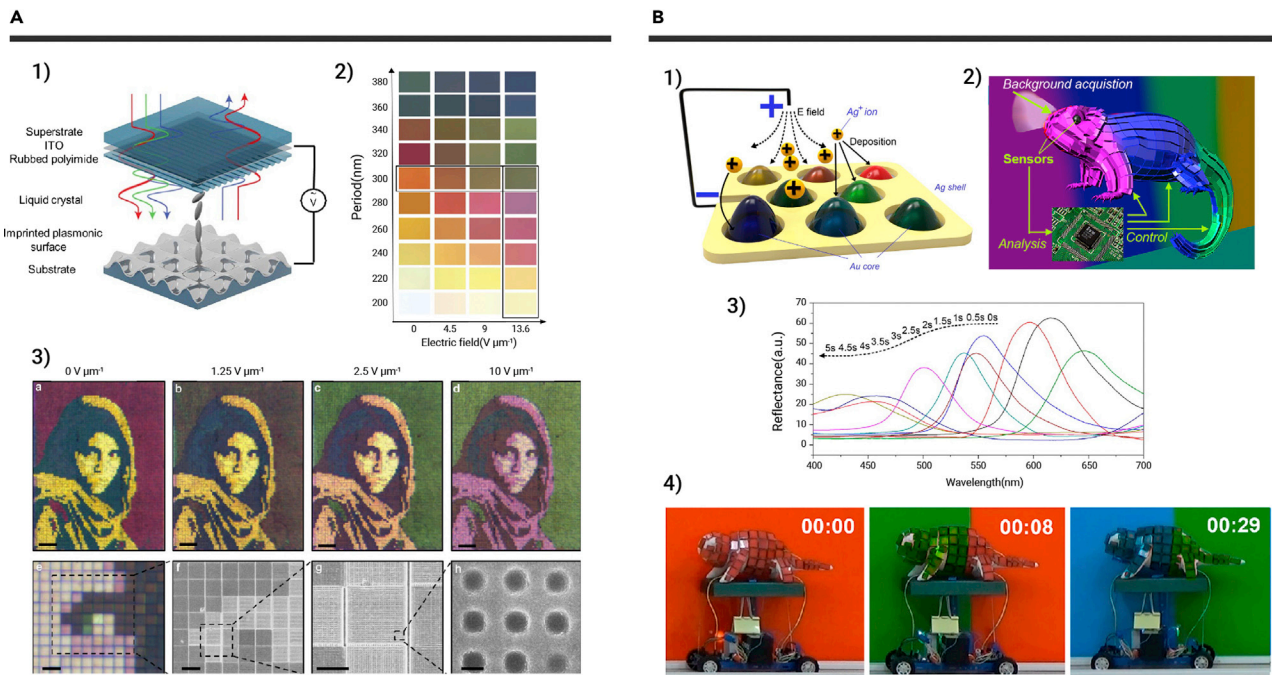 A
1)
Superstrate
ITO
Rubbed polyimide
Liquid crystal
Imprinted plasmonic
surface
Substrate
~
V
2)
Period(nm)
380
360
340
320
300
280
260
240
220
200
0 4.5 9 13.6
Electric field(V μm⁻¹)
3)
0 V μm⁻¹ 1.25 V μm⁻¹ 2.5 V μm⁻¹ 10 V μm⁻¹
a b c d
e f g h
B
1)
E field
Ag⁺ ion
Deposition
Ag shell
Au core
2)
Background acquistion
Sensors
Analysis
Control
3)
Reflectance(a.u.)
70
60
50
40
30
20
10
0
5s 4.5s 4s 3.5s 3s 2.5s 2s 1.5s 1s 0.5s 0s
400 450 500 550 600 650 700
Wavelength(nm)
4)
00:00 00:08 00:29